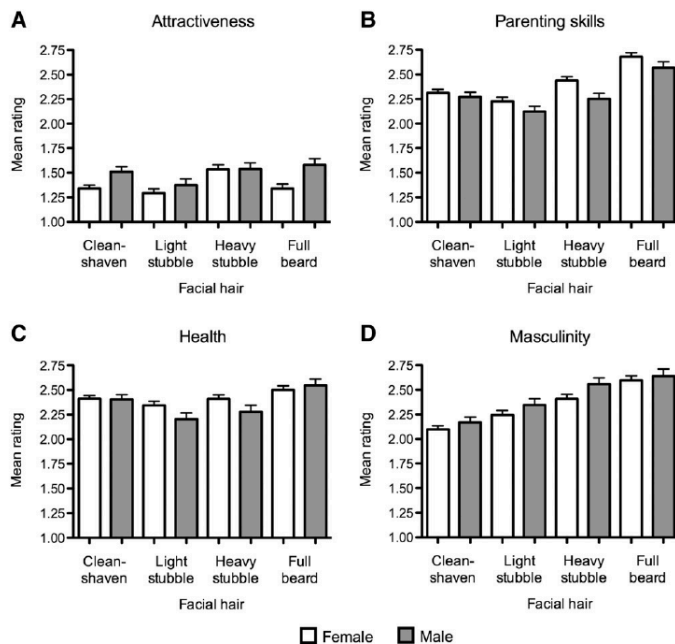 A Attractiveness
Mean rating
2.75
2.50
2.25
2.00
1.75
1.50
1.25
1.00
Clean-shaven
Light stubble
Heavy stubble
Full beard
Facial hair
B Parenting skills
Mean rating
2.75
2.50
2.25
2.00
1.75
1.50
1.25
1.00
Clean-shaven
Light stubble
Heavy stubble
Full beard
Facial hair
C Health
Mean rating
2.75
2.50
2.25
2.00
1.75
1.50
1.25
1.00
Clean-shaven
Light stubble
Heavy stubble
Full beard
Facial hair
D Masculinity
Mean rating
2.75
2.50
2.25
2.00
1.75
1.50
1.25
1.00
Clean-shaven
Light stubble
Heavy stubble
Full beard
Facial hair
Female Male